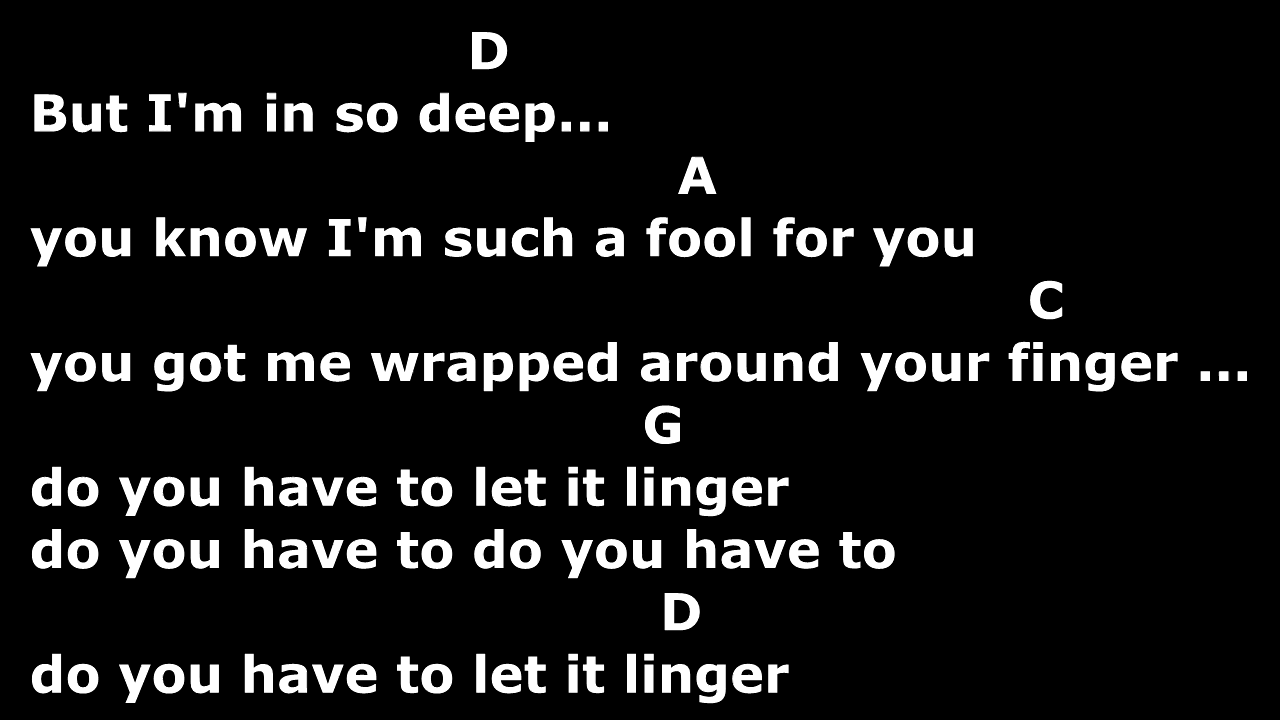 D
But I'm in so deep...
A
you know I'm such a fool for you
C
you got me wrapped around your finger ...
G
do you have to let it linger
do you have to do you have to
D
do you have to let it linger